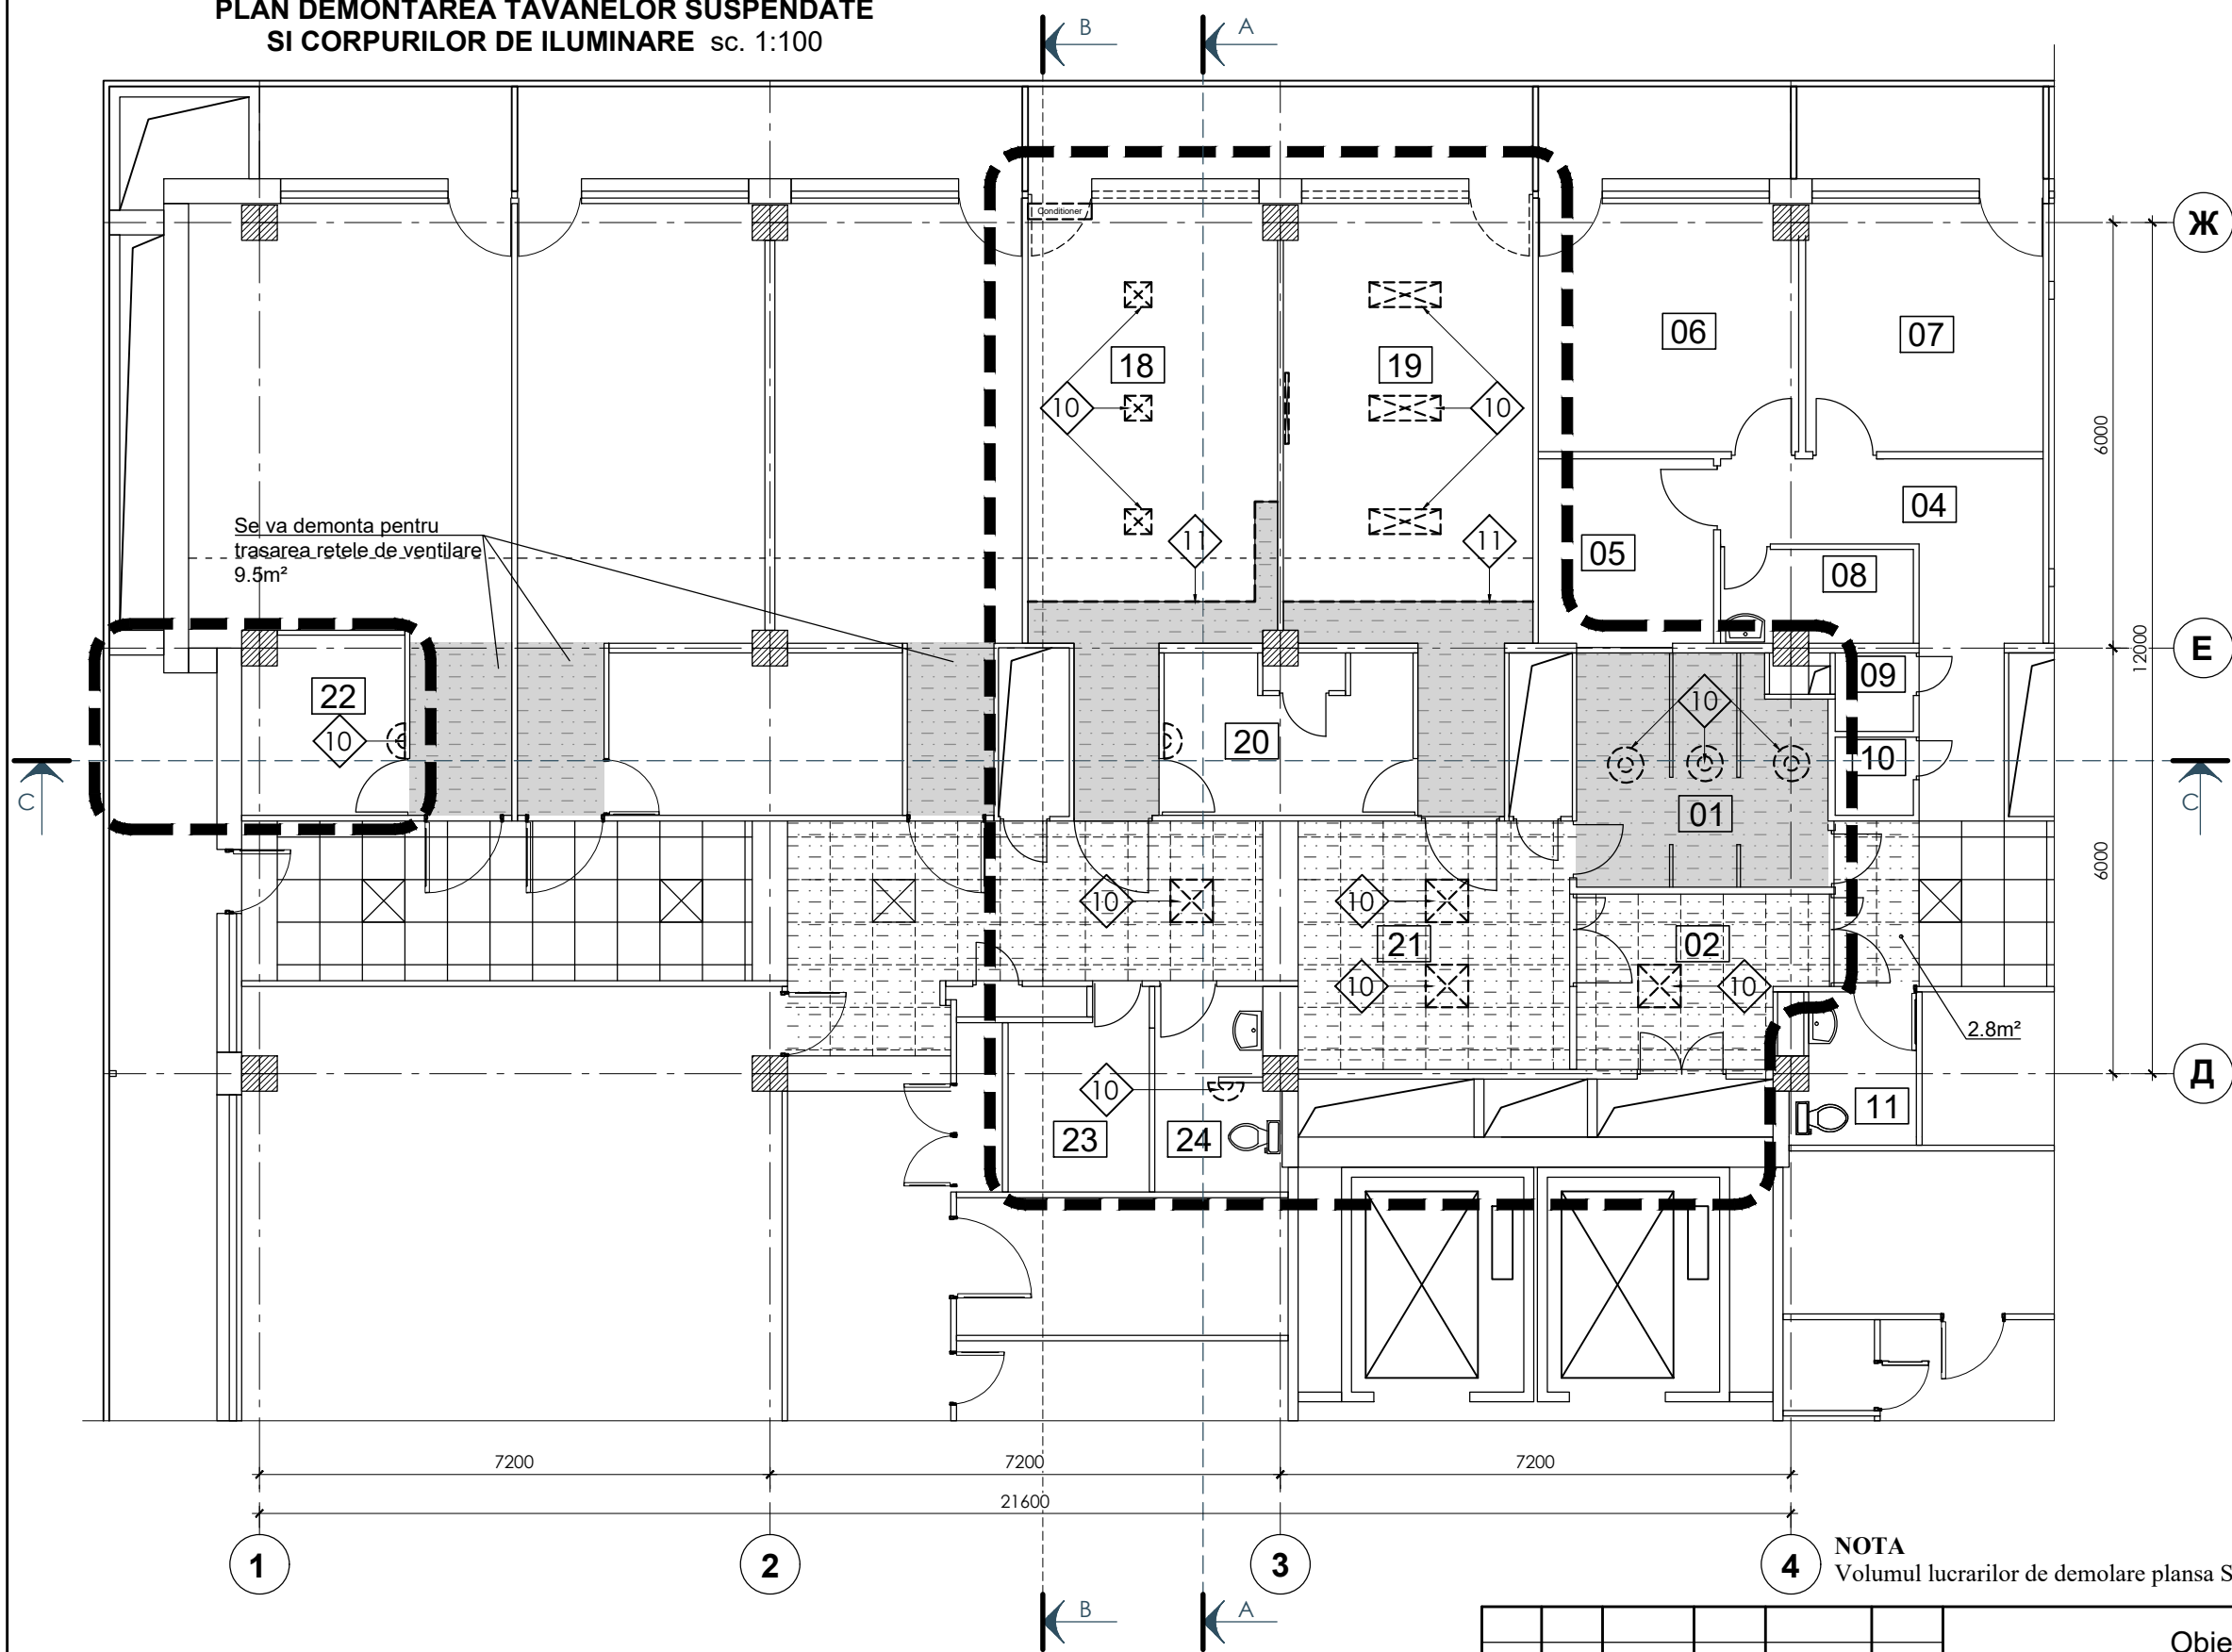 PLAN DEMONTAREA TAVANELOR SUSPENDATE
SI CORPURILOR DE ILUMINARE sc. 1:100
B
A
Conditioner
Ж
06
07
18
19
10
10
6000
04
Se va demonta pentru
trasarea retele de ventilare
9.5m²
11
11
05
08
12000
E
22
10
20
10
09
10
C
C
01
6000
10
10
21
02
10
10
2.8m²
Д
10
23
24
11
7200
7200
7200
21600
1
2
3
4
NOTA
Volumul lucrarilor de demolare plansa S
B
A
Obie